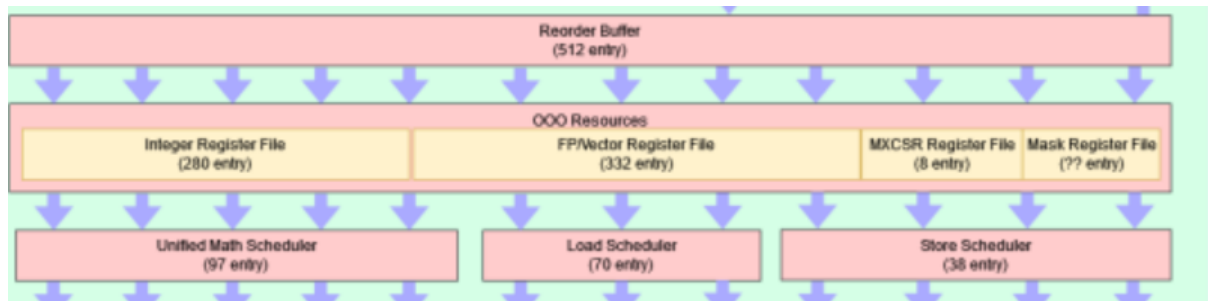 Reorder Buffer
(512 entry)
OOO Resources
Integer Register File
(280 entry)
FP/Vector Register File
(332 entry)
MXCSR Register File
(8 entry)
Mask Register File
(?? entry)
Unified Math Scheduler
(97 entry)
Load Scheduler
(70 entry)
Store Scheduler
(38 entry)